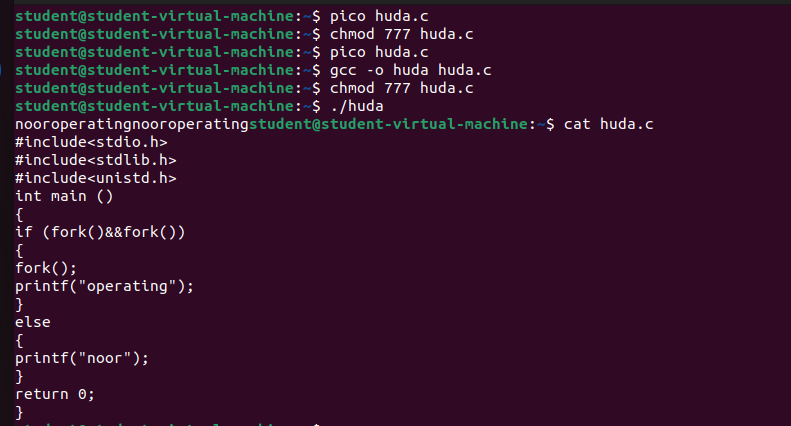 student@student-virtual-machine:~$ pico huda.c
student@student-virtual-machine:~$ chmod 777 huda.c
student@student-virtual-machine:~$ pico huda.c
student@student-virtual-machine:~$ gcc -o huda huda.c
student@student-virtual-machine:~$ chmod 777 huda.c
student@student-virtual-machine:~$ ./huda
nooroperatingnooroperatingstudent@student-virtual-machine:~$ cat huda.c
#include<stdio.h>
#include<stdlib.h>
#include<unistd.h>
int main ()
{
if (fork()&&fork())
{
fork();
printf("operating");
}
else
{
printf("noor");
}
return 0;
}